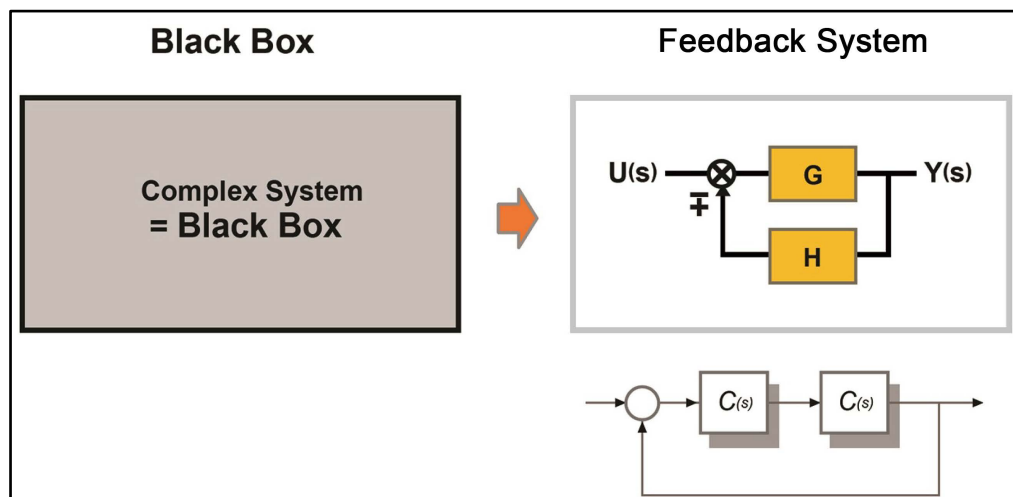 Black Box
Feedback System
Complex System
= Black Box
U(s)
G
Y(s)
∓
H
C(s)
C(s)